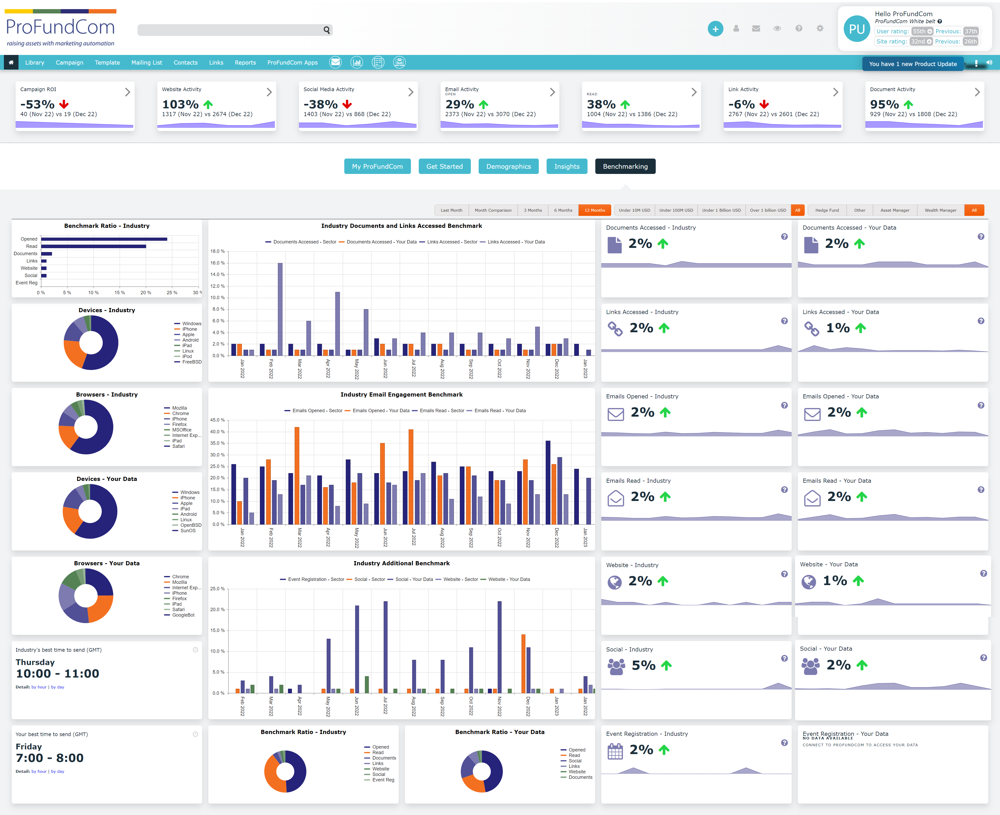 ProFundCom
raising assets with marketing automation
Hello ProFundCom
ProFundCom White belt
User rating: 55th Previous: 37th
Site rating: 32nd Previous: 26th
PU
Library Campaign Template Mailing List Contacts Links Reports ProFundCom Apps
You have 1 new Product Update
Campaign ROI
-53%
40 (Nov 22) vs 19 (Dec 22)
Website Activity
103%
1317 (Nov 22) vs 2674 (Dec 22)
Social Media Activity
-38%
1403 (Nov 22) vs 868 (Dec 22)
Email Activity
OPEN
29%
2373 (Nov 22) vs 3070 (Dec 22)
READ
38%
1004 (Nov 22) vs 1386 (Dec 22)
Link Activity
-6%
2767 (Nov 22) vs 2601 (Dec 22)
Document Activity
95%
929 (Nov 22) vs 1808 (Dec 22)
My ProFundCom Get Started Demographics Insights Benchmarking
Last Month Month Comparison 3 Months 6 Months 12 Months Under 10M USD Under 100M USD Under 1 Billion USD Over 1 billion USD All Hedge Fund Other Asset Manager Wealth Manager All
Benchmark Ratio - Industry
Opened
Read
Documents
Links
Website
Social
Event Reg
0 % 5 % 10 % 15 % 20 % 25 % 30 %
Devices - Industry
Windows
iPhone
Apple
Android
iPad
Linux
iPod
FreeBSD
Browsers - Industry
Mozilla
Chrome
iPhone
Firefox
MSOffice
Internet Exp...
iPad
Safari
Devices - Your Data
Windows
iPhone
Apple
iPad
Android
Linux
OpenBSD
SunOS
Browsers - Your Data
Chrome
Mozilla
Internet Exp...
iPhone
Firefox
iPad
Safari
GoogleBot
Industry's best time to send (GMT)
Thursday
10:00 - 11:00
Detail: by hour | by day
Your best time to send (GMT)
Friday
7:00 - 8:00
Detail: by hour | by day
Industry Documents and Links Accessed Benchmark
Documents Accessed - Sector Documents Accessed - Your Data Links Accessed - Sector Links Accessed - Your Data
18.0 %
16.0 %
14.0 %
12.0 %
10.0 %
8.0 %
6.0 %
4.0 %
2.0 %
0.0 %
Jan 2022 Feb 2022 Mar 2022 Apr 2022 May 2022 Jun 2022 Jul 2022 Aug 2022 Sep 2022 Oct 2022 Nov 2022 Dec 2022 Jan 2023
Industry Email Engagement Benchmark
Emails Opened - Sector Emails Opened - Your Data Emails Read - Sector Emails Read - Your Data
45.0 %
40.0 %
35.0 %
30.0 %
25.0 %
20.0 %
15.0 %
10.0 %
5.0 %
0.0 %
Jan 2022 Feb 2022 Mar 2022 Apr 2022 May 2022 Jun 2022 Jul 2022 Aug 2022 Sep 2022 Oct 2022 Nov 2022 Dec 2022 Jan 2023
Industry Additional Benchmark
Event Registration - Sector Social - Sector Social - Your Data Website - Sector Website - Your Data
25.0 %
20.0 %
15.0 %
10.0 %
5.0 %
0.0 %
Feb 2022 Mar 2022 Apr 2022 May 2022 Jun 2022 Jul 2022 Aug 2022 Sep 2022 Oct 2022 Nov 2022 Dec 2022 Jan 2023 Jan 2022
Benchmark Ratio - Industry
Opened
Read
Documents
Links
Website
Social
Event Reg
Benchmark Ratio - Your Data
Opened
Read
Social
Links
Website
Documents
Documents Accessed - Industry
2%
Documents Accessed - Your Data
2%
Links Accessed - Industry
2%
Links Accessed - Your Data
1%
Emails Opened - Industry
2%
Emails Opened - Your Data
2%
Emails Read - Industry
2%
Emails Read - Your Data
2%
Website - Industry
2%
Website - Your Data
1%
Social - Industry
5%
Social - Your Data
2%
Event Registration - Industry
2%
Event Registration - Your Data
NO DATA AVAILABLE
CONNECT TO PROFUNDCOM TO ACCESS YOUR DATA